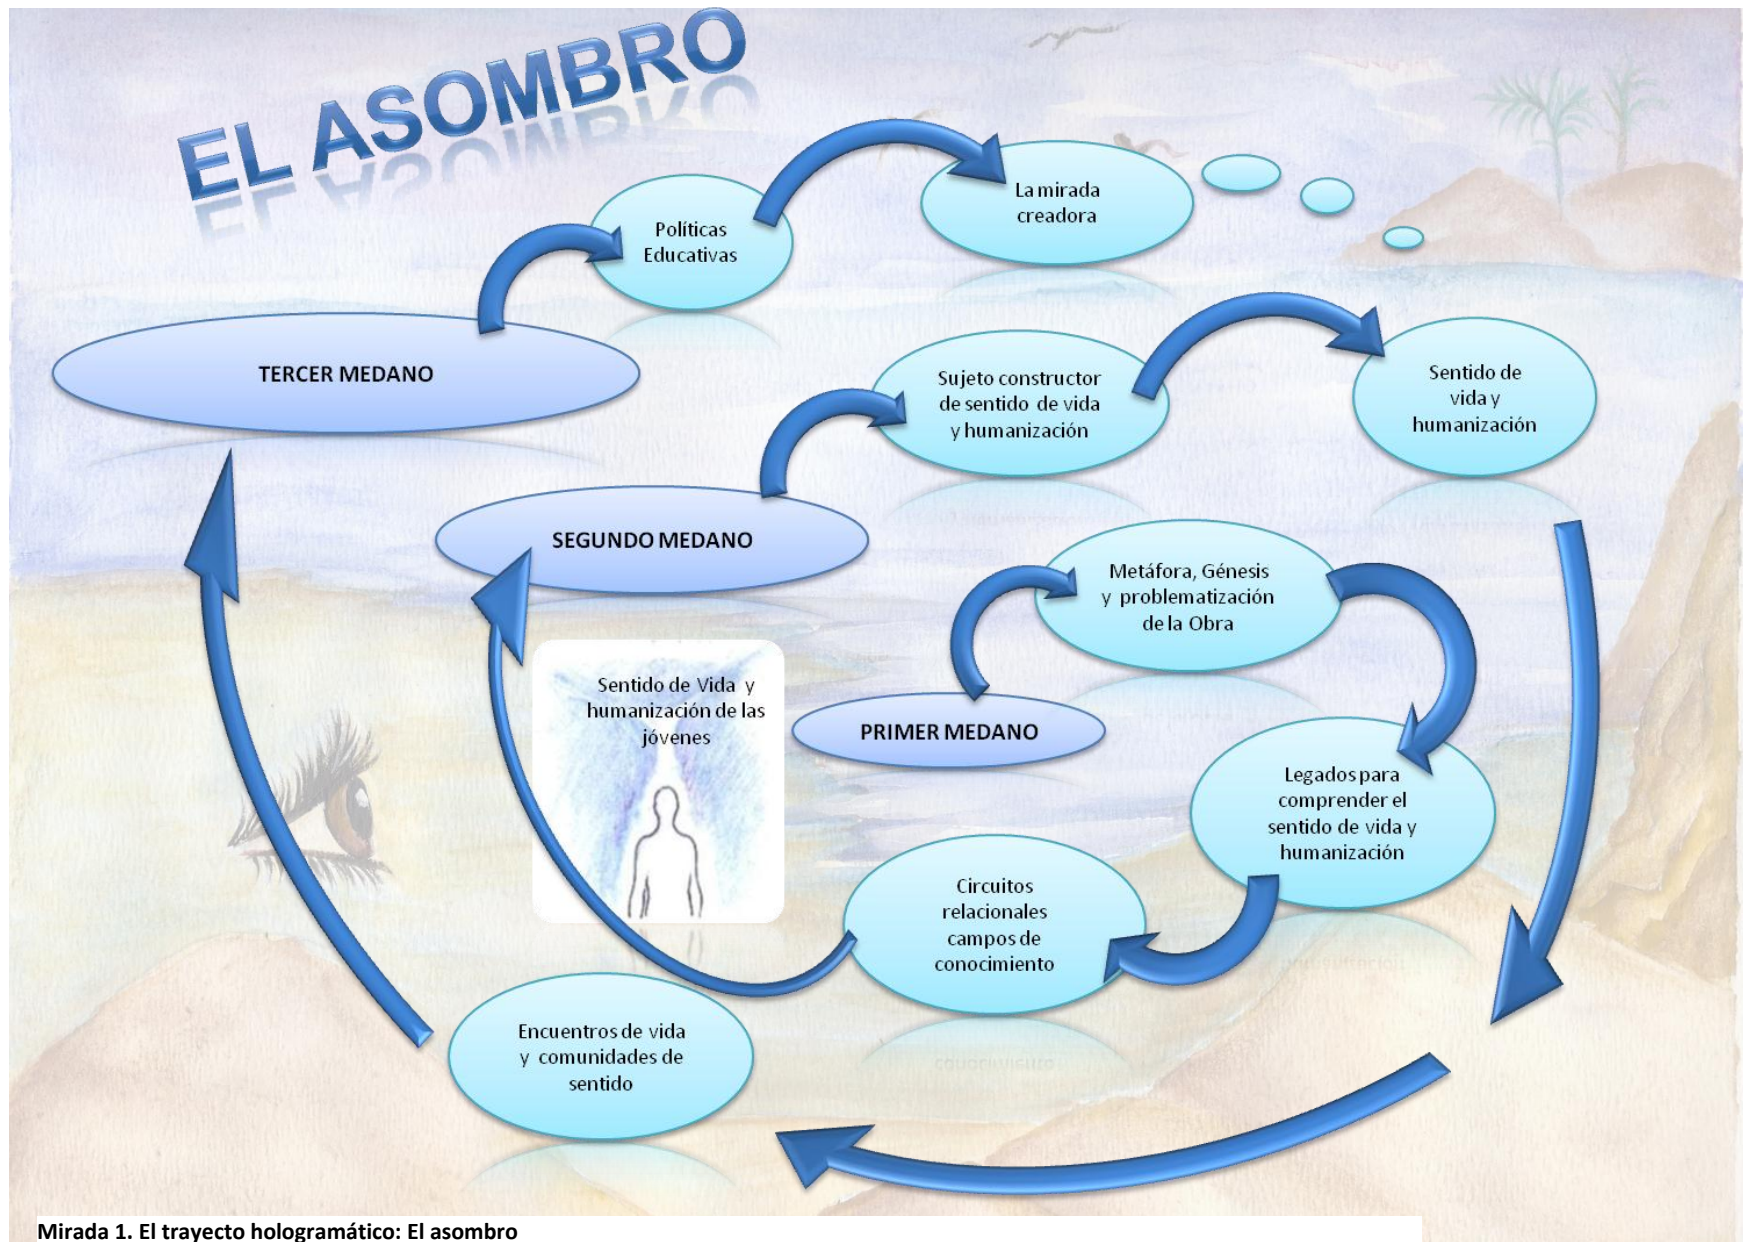 EL ASOMBRO
Políticas
Educativas
La mirada
creadora
TERCER MEDANO
Sujeto constructor
de sentido de vida
y humanización
Sentido de
vida y
humanización
SEGUNDO MEDANO
Metáfora, Génesis
y problematización
de la Obra
Sentido de Vida y
humanización de las
jóvenes
PRIMER MEDANO
Legados para
comprender el
sentido de vida y
humanización
Circuitos
relacionales
campos de
conocimiento
Encuentros de vida
y comunidades de
sentido
Mirada 1. El trayecto hologramático: El asombro